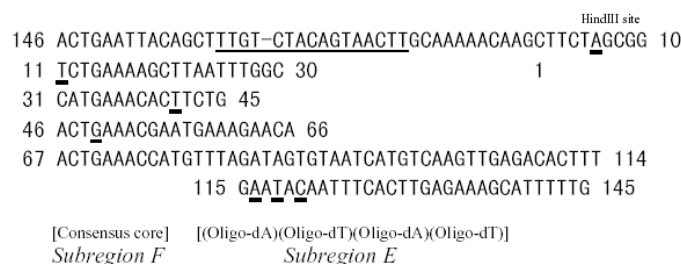 HindIII site
146 ACTGAATTACAGCTTTGT-CTACAGTAACTTGCAAAAACAAGCTTCTAGCGG 10
11 TCTGAAAAGCTTAATTTGGC 30 1
31 CATGAAACACTTCTG 45
46 ACTGAAACGAATGAAAGAACA 66
67 ACTGAAACCATGTTTAGATAGTGTAATCATGTCAAGTTGAGACACTTT 114
115 GAATACAATTTCACTTGAGAAAGCATTTTTG 145
[Consensus core] [(Oligo-dA)(Oligo-dT)(Oligo-dA)(Oligo-dT)]
Subregion F Subregion E